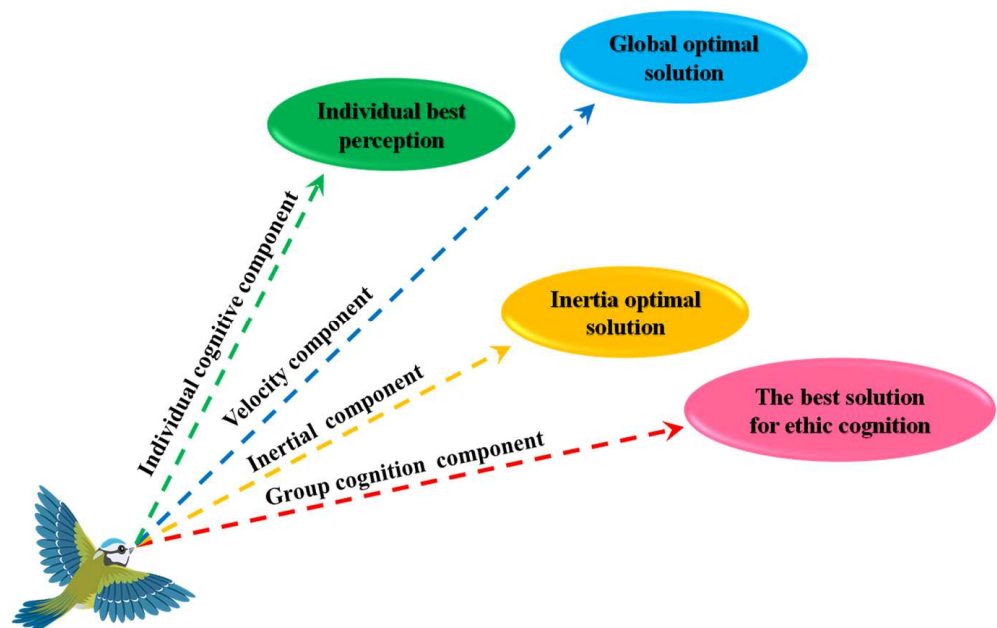 Global optimal
solution
Individual best
perception
Individual cognitive component
Velocity component
Inertia optimal
solution
Inertial component
The best solution
for ethic cognition
Group cognition component